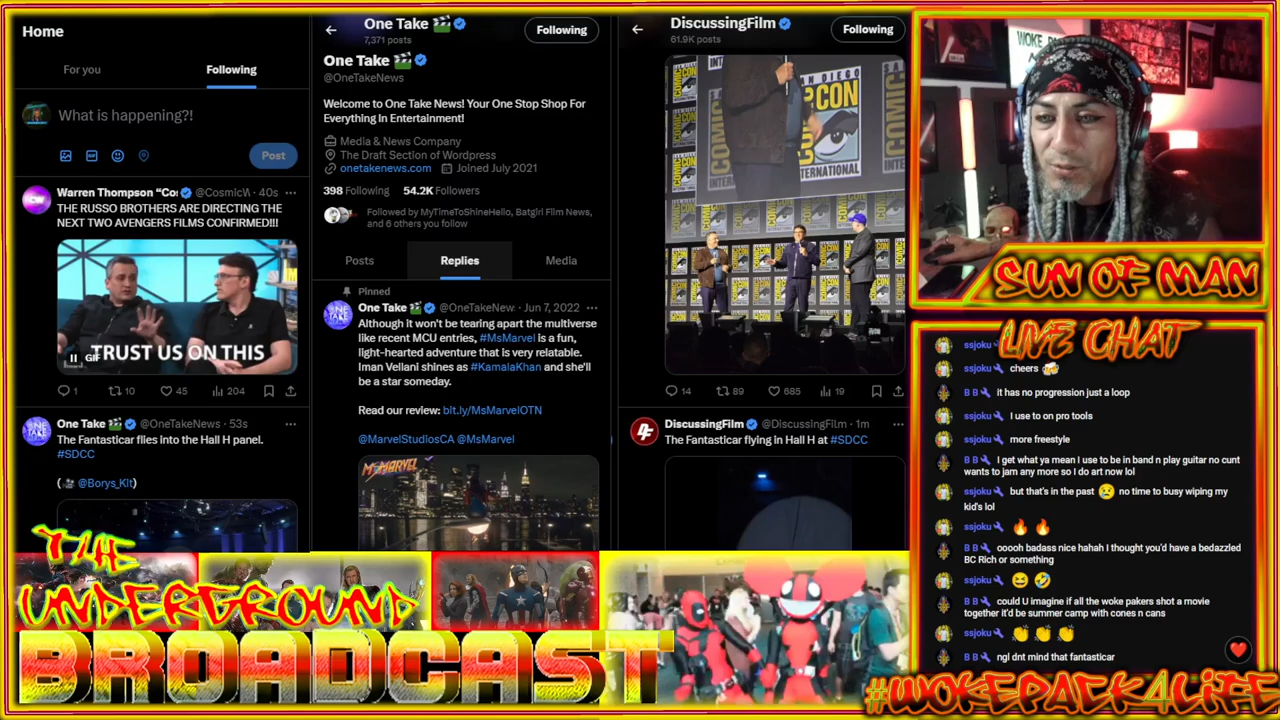 Home
For you
Following
What is happening?!
Post
Warren Thompson “Co @CosmicW · 40s
THE RUSSO BROTHERS ARE DIRECTING THE
NEXT TWO AVENGERS FILMS CONFIRMED!!!
TRUST US ON THIS
GIF
1 10 45 204
One Take @OneTakeNews · 53s
The Fantasticar flies into the Hall H panel.
#SDCC
( @Borys_Kit)
One Take
7,371 posts
Following
One Take
@OneTakeNews
Welcome to One Take News! Your One Stop Shop For
Everything In Entertainment!
Media & News Company
The Draft Section of Wordpress
onetakenews.com Joined July 2021
398 Following 54.2K Followers
Followed by MyTimeToShineHello, Batgirl Film News,
and 6 others you follow
Posts
Replies
Media
Pinned
One Take @OneTakeNew · Jun 7, 2022
Although it won't be tearing apart the multiverse
like recent MCU entries, #MsMarvel is a fun,
light-hearted adventure that is very relatable.
Iman Vellani shines as #KamalaKhan and she'll
be a star someday.
Read our review: bit.ly/MsMarvelOTN
@MarvelStudiosCA @MsMarvel
MS. MARVEL
DiscussingFilm
61.9K posts
Following
SAN DIEGO
COMIC CON
INTERNATIONAL
14 89 685 19
DiscussingFilm @DiscussingFilm · 1m
The Fantasticar flying in Hall H at #SDCC
WOKE
SUN OF MAN
LIVE CHAT
ssjoku
cheers
B B it has no progression just a loop
ssjoku I use to on pro tools
ssjoku more freestyle
B B I get what ya mean I use to be in band n play guitar no cunt
wants to jam any more so I do art now lol
ssjoku but that's in the past no time to busy wiping my
kid's lol
ssjoku
B B ooooh badass nice hahah I thought you'd have a bedazzled
BC Rich or something
ssjoku
B B could U imagine if all the woke pakers shot a movie
together it'd be summer camp with cones n cans
ssjoku
B B ngl dnt mind that fantasticar
THE
UNDERGROUND
BROADCAST
#WOKEPACK4LIFE